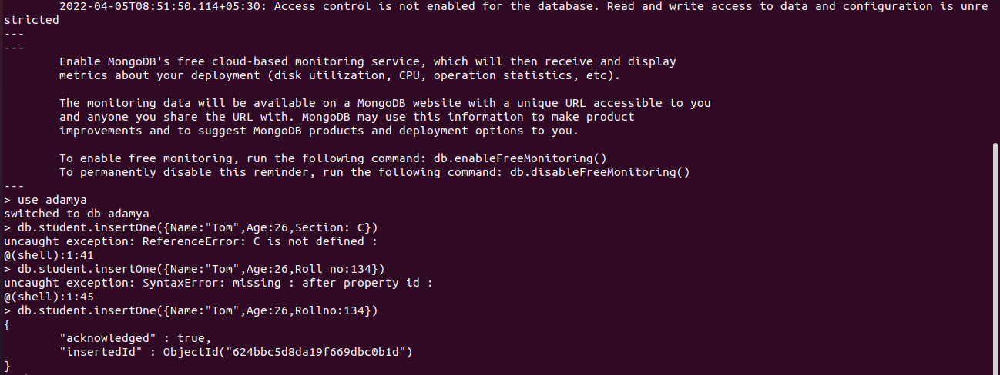 2022-04-05T08:51:50.114+05:30: Access control is not enabled for the database. Read and write access to data and configuration is unre
stricted
---
---
Enable MongoDB's free cloud-based monitoring service, which will then receive and display
metrics about your deployment (disk utilization, CPU, operation statistics, etc).
The monitoring data will be available on a MongoDB website with a unique URL accessible to you
and anyone you share the URL with. MongoDB may use this information to make product
improvements and to suggest MongoDB products and deployment options to you.
To enable free monitoring, run the following command: db.enableFreeMonitoring()
To permanently disable this reminder, run the following command: db.disableFreeMonitoring()
---
> use adamya
switched to db adamya
> db.student.insertOne({Name:"Tom",Age:26,Section: C})
uncaught exception: ReferenceError: C is not defined :
@(shell):1:41
> db.student.insertOne({Name:"Tom",Age:26,Roll no:134})
uncaught exception: SyntaxError: missing : after property id :
@(shell):1:45
> db.student.insertOne({Name:"Tom",Age:26,Rollno:134})
{
"acknowledged" : true,
"insertedId" : ObjectId("624bbc5d8da19f669dbc0b1d")
}